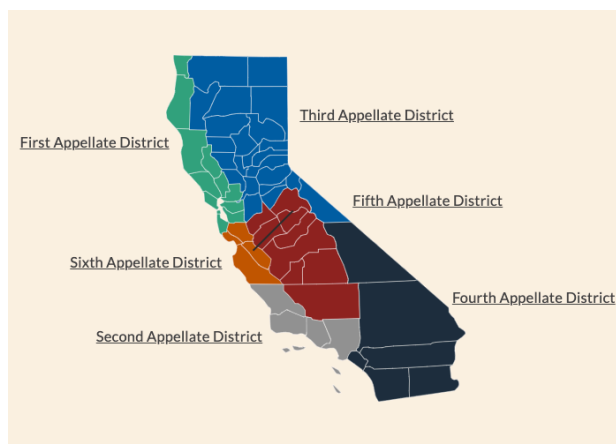 Third Appellate District
First Appellate District
Fifth Appellate District
Sixth Appellate District
Fourth Appellate District
Second Appellate District